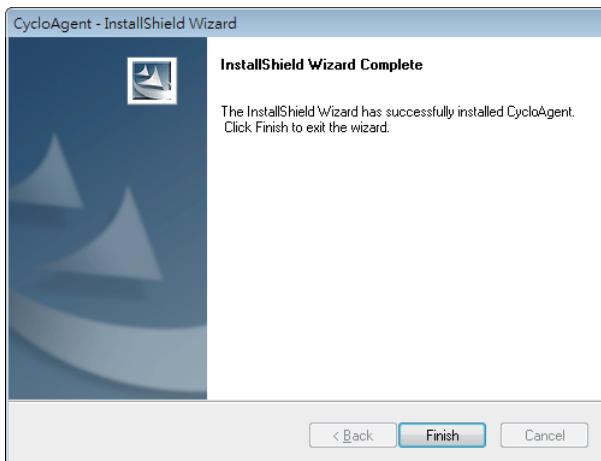 CycloAgent - InstallShield Wizard
InstallShield Wizard Complete
The InstallShield Wizard has successfully installed CycloAgent.
Click Finish to exit the wizard.
< Back
Finish
Cancel